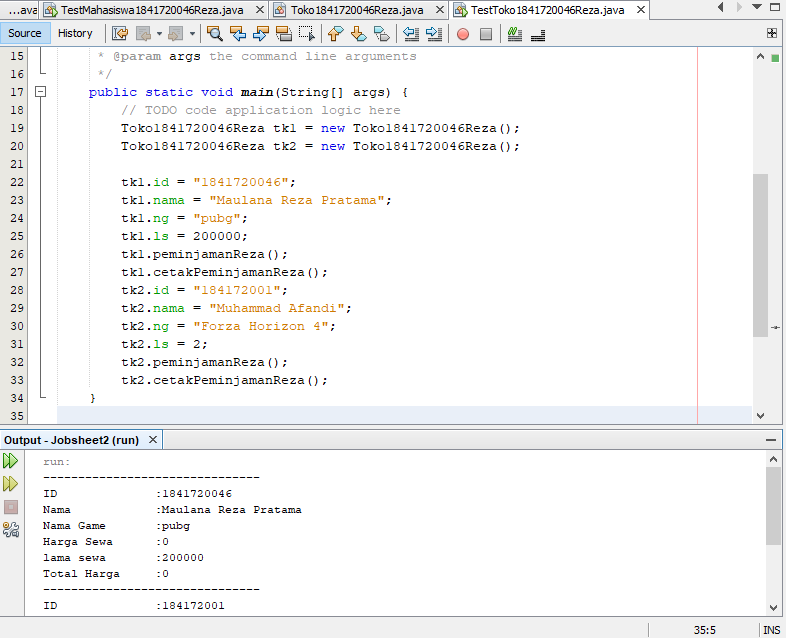 ...ava TestMahasiswa1841720046Reza.java Toko1841720046Reza.java TestToko1841720046Reza.java
Source History
15 * @param args the command line arguments
16 */
17 public static void main(String[] args) {
18 // TODO code application logic here
19 Toko1841720046Reza tk1 = new Toko1841720046Reza();
20 Toko1841720046Reza tk2 = new Toko1841720046Reza();
21
22 tk1.id = "1841720046";
23 tk1.nama = "Maulana Reza Pratama";
24 tk1.ng = "pubg";
25 tk1.ls = 200000;
26 tk1.peminjamanReza();
27 tk1.cetakPeminjamanReza();
28 tk2.id = "184172001";
29 tk2.nama = "Muhammad Afandi";
30 tk2.ng = "Forza Horizon 4";
31 tk2.ls = 2;
32 tk2.peminjamanReza();
33 tk2.cetakPeminjamanReza();
34 }
35
Output - Jobsheet2 (run)
run:
-------------------------------
ID :1841720046
Nama :Maulana Reza Pratama
Nama Game :pubg
Harga Sewa :0
lama sewa :200000
Total Harga :0
-------------------------------
ID :184172001
35:5 INS